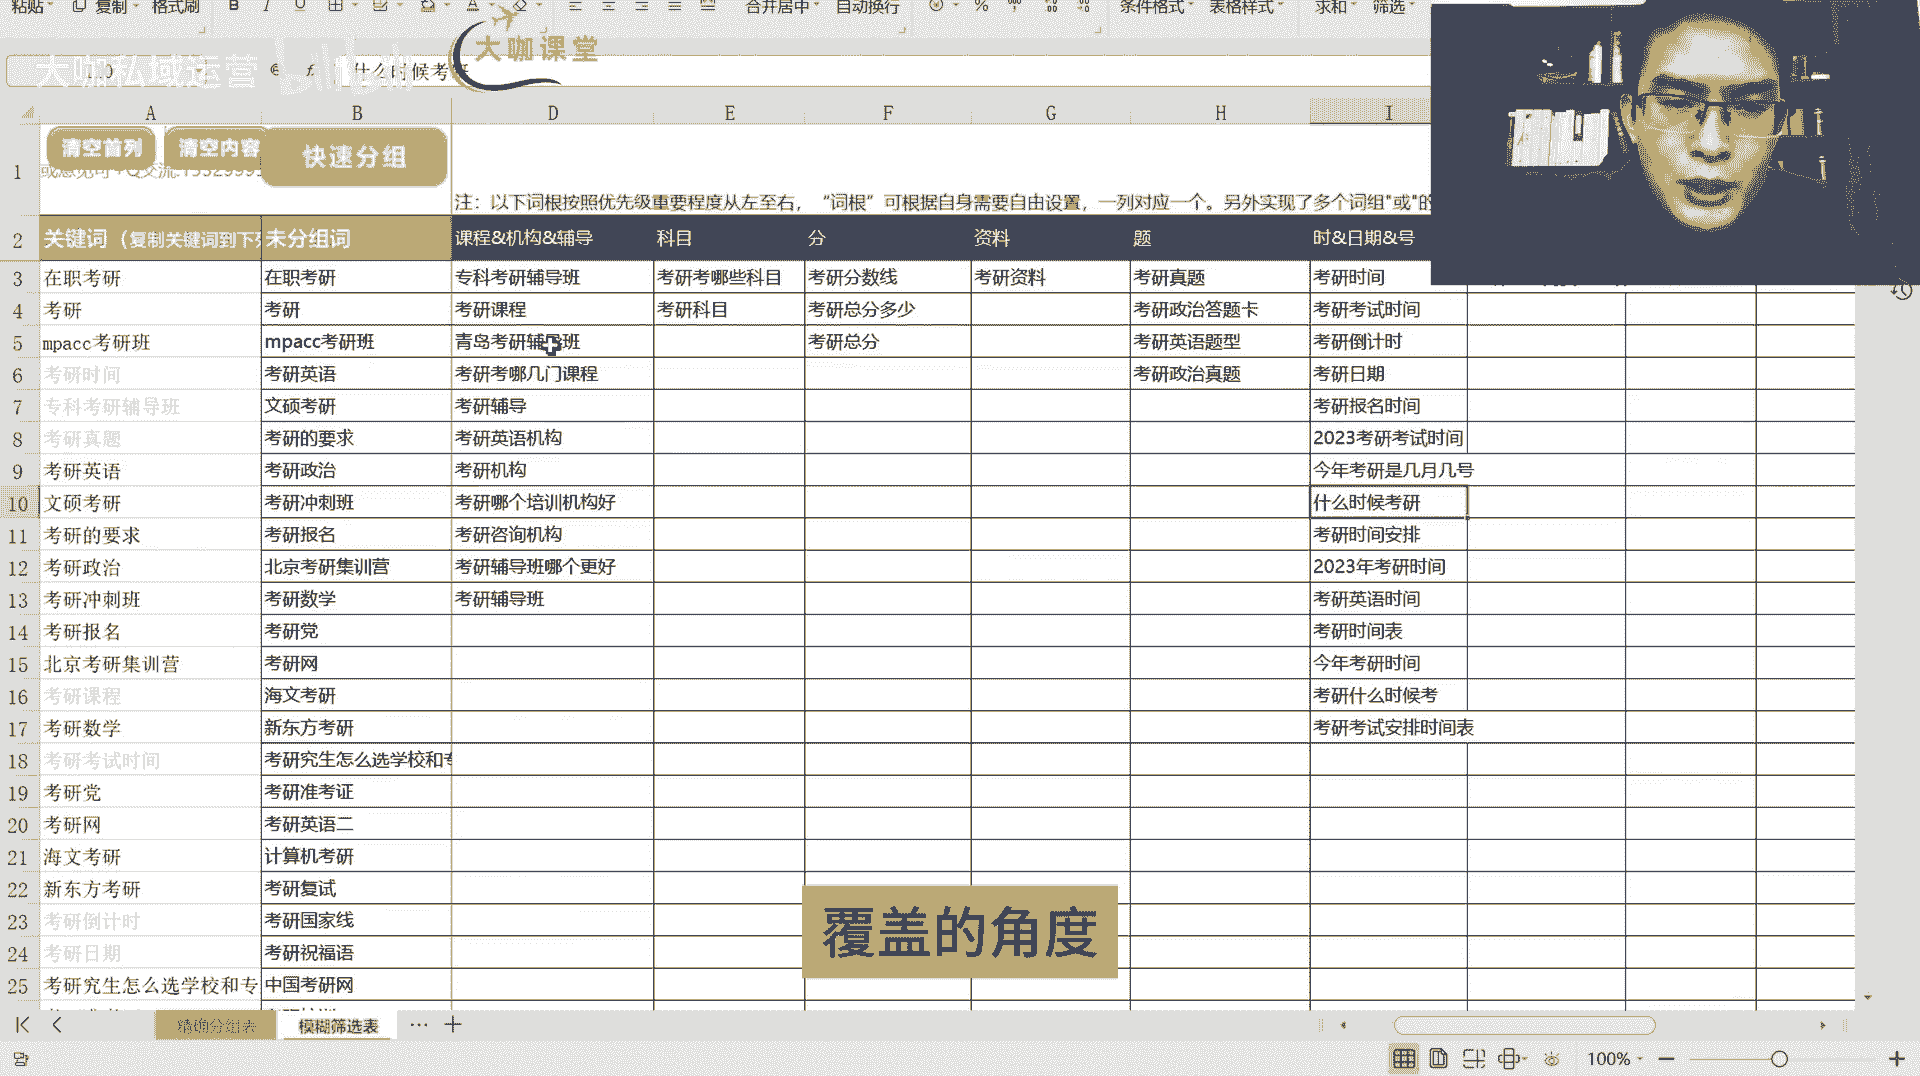 粘贴 复制 格式刷 B I U A 合并居中 自动换行 % 条件格式 表格样式 求和 筛选
大咖私域运营 bilibili 大咖课堂
什么时候考研
A B D E F G H I
清空首列 清空内容 快速分组
1 注：以下词根按照优先级重要程度从左至右，“词根”可根据自身需要自由设置，一列对应一个。另外实现了多个词组"或"的
2 关键词（复制关键词到下 未分组词 课程&机构&辅导 科目 分 资料 题 时&日期&号
3 在职考研 在职考研 专科考研辅导班 考研考哪些科目 考研分数线 考研资料 考研真题 考研时间
4 考研 考研 考研课程 考研科目 考研总分多少 考研政治答题卡 考研考试时间
5 mpacc考研班 mpacc考研班 青岛考研辅导班 考研总分 考研英语题型 考研倒计时
6 考研时间 考研英语 考研考哪几门课程 考研政治真题 考研日期
7 专科考研辅导班 文硕考研 考研辅导 考研报名时间
8 考研真题 考研的要求 考研英语机构 2023考研考试时间
9 考研英语 考研政治 考研机构 今年考研是几月几号
10 文硕考研 考研冲刺班 考研哪个培训机构好 什么时候考研
11 考研的要求 考研报名 考研咨询机构 考研时间安排
12 考研政治 北京考研集训营 考研辅导班哪个更好 2023年考研时间
13 考研冲刺班 考研数学 考研辅导班 考研英语时间
14 考研报名 考研党 考研时间表
15 北京考研集训营 考研网 今年考研时间
16 考研课程 海文考研 考研什么时候考
17 考研数学 新东方考研 考研考试安排时间表
18 考研考试时间 考研究生怎么选学校和专
19 考研党 考研准考证
20 考研网 考研英语二
21 海文考研 计算机考研
22 新东方考研 考研复试
23 考研倒计时 考研国家线
24 考研日期 考研祝福语
25 考研究生怎么选学校和专 中国考研网
覆盖的角度
精确分组表 模糊筛选表 ··· +
100%